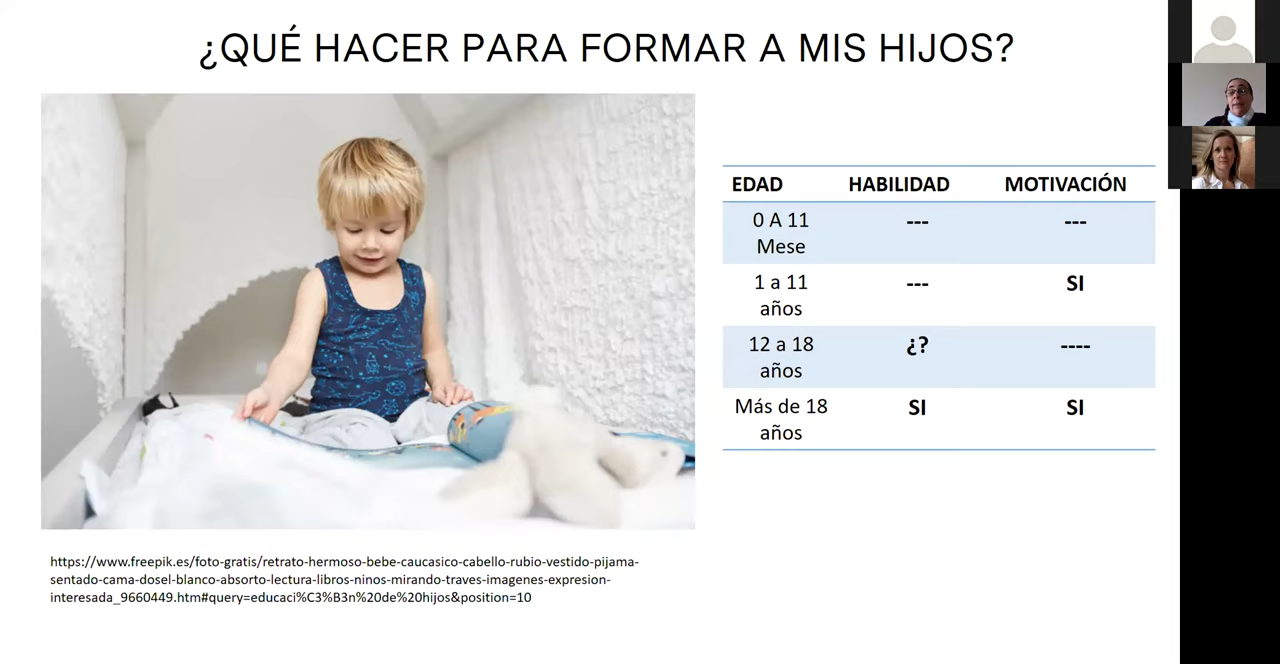 ¿QUÉ HACER PARA FORMAR A MIS HIJOS?
EDAD HABILIDAD MOTIVACIÓN
0 A 11 --- ---
Mese
1 a 11 --- SI
años
12 a 18 ¿? ----
años
Más de 18 SI SI
años
https://www.freepik.es/foto-gratis/retrato-hermoso-bebe-caucasico-cabello-rubio-vestido-pijama-
sentado-cama-dosel-blanco-absorto-lectura-libros-ninos-mirando-traves-imagenes-expresion-
interesada_9660449.htm#query=educaci%C3%B3n%20de%20hijos&position=10